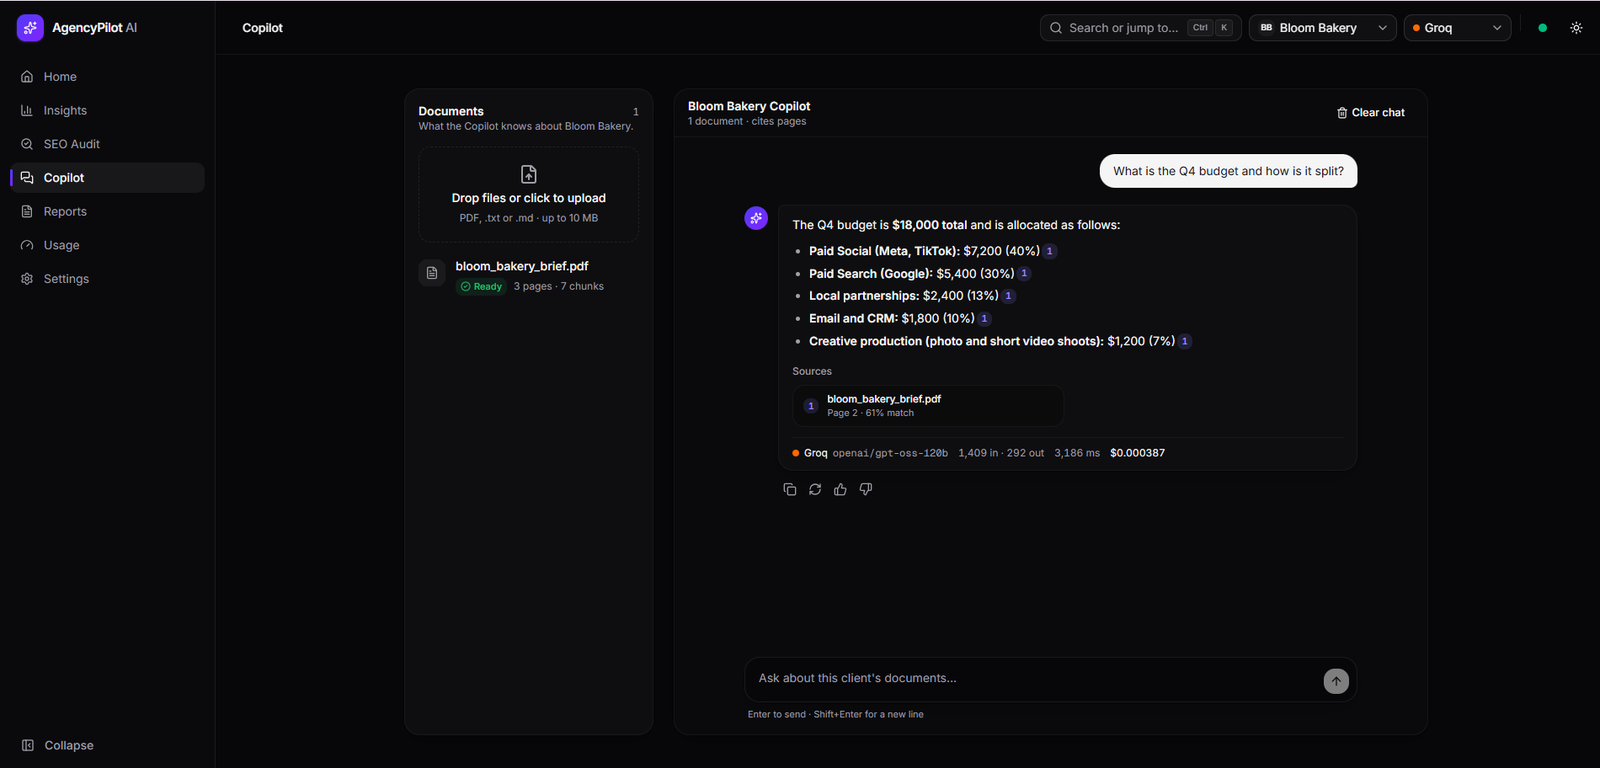 AgencyPilot AI
Home
Insights
SEO Audit
Copilot
Reports
Usage
Settings
Collapse
Copilot
Search or jump to... Ctrl K
BB Bloom Bakery
Groq
Documents 1
What the Copilot knows about Bloom Bakery.
Drop files or click to upload
PDF, .txt or .md · up to 10 MB
bloom_bakery_brief.pdf
Ready 3 pages · 7 chunks
Bloom Bakery Copilot
1 document · cites pages
Clear chat
What is the Q4 budget and how is it split?
The Q4 budget is $18,000 total and is allocated as follows:
• Paid Social (Meta, TikTok): $7,200 (40%) 1
• Paid Search (Google): $5,400 (30%) 1
• Local partnerships: $2,400 (13%) 1
• Email and CRM: $1,800 (10%) 1
• Creative production (photo and short video shoots): $1,200 (7%) 1
Sources
1 bloom_bakery_brief.pdf
Page 2 · 61% match
Groq openai/gpt-oss-120b 1,409 in · 292 out 3,186 ms $0.000387
Ask about this client's documents...
Enter to send · Shift+Enter for a new line